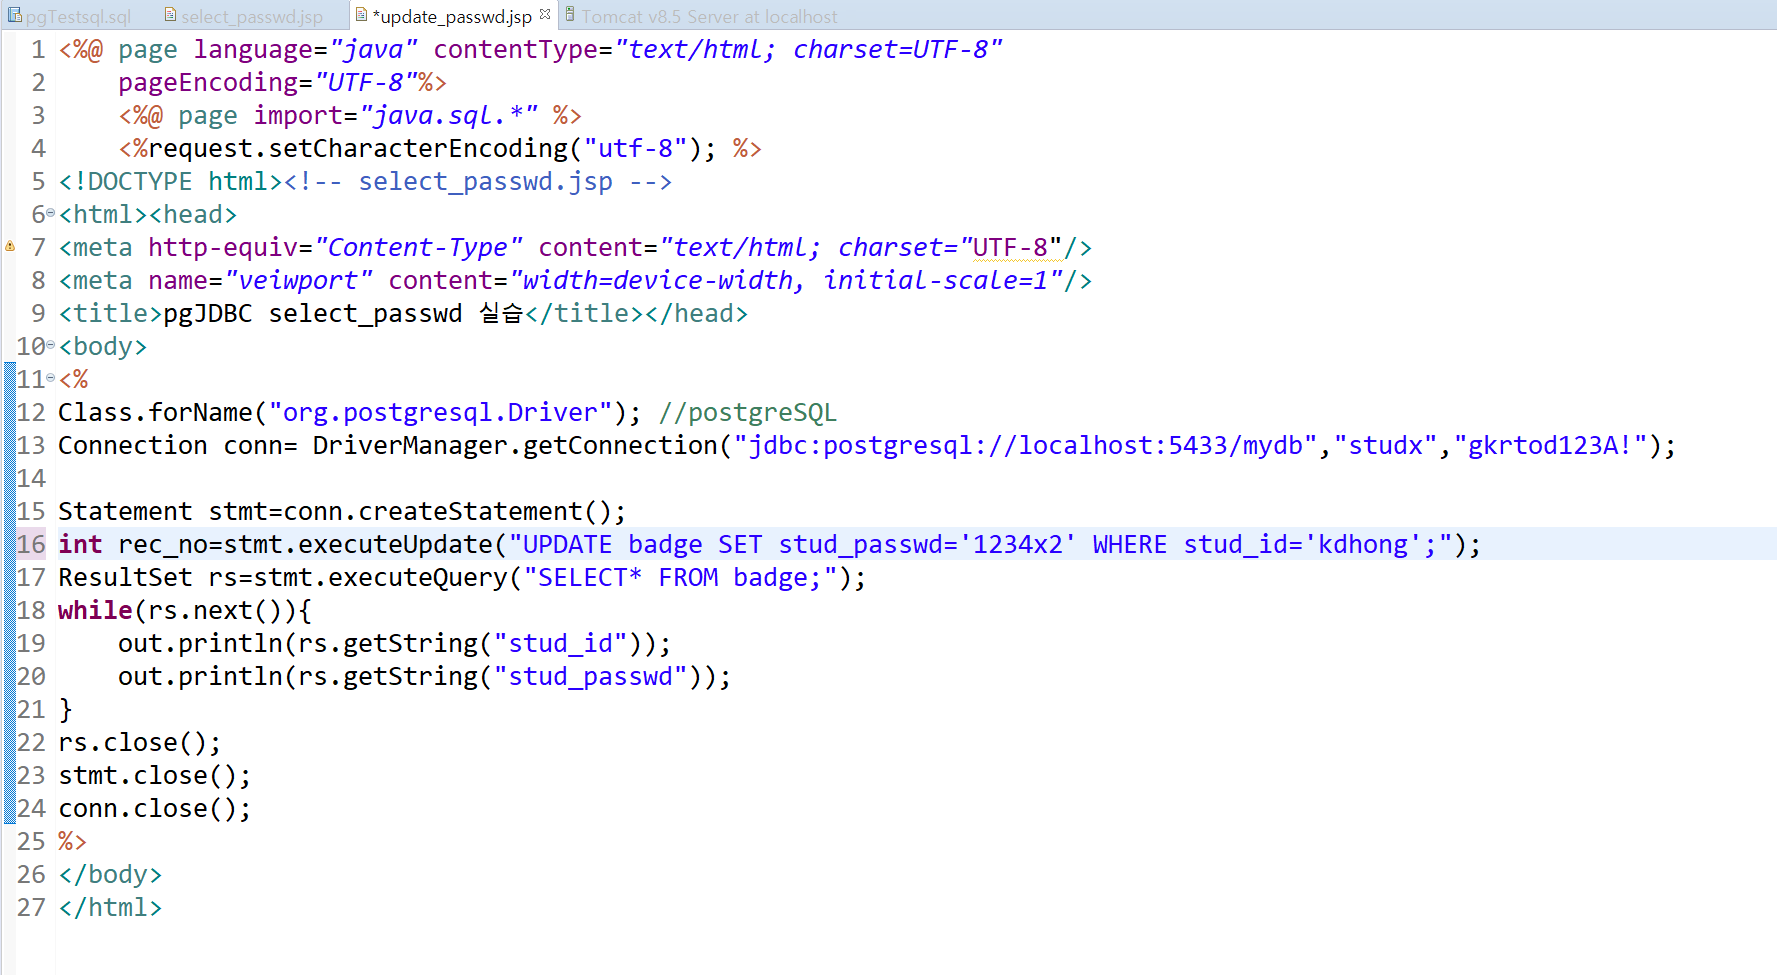 pgTestsql.sql select_passwd.jsp *update_passwd.jsp Tomcat v8.5 Server at localhost
1 <%@ page language="java" contentType="text/html; charset=UTF-8"
2     pageEncoding="UTF-8"%>
3     <%@ page import="java.sql.*" %>
4     <%request.setCharacterEncoding("utf-8"); %>
5 <!DOCTYPE html><!-- select_passwd.jsp -->
6 <html><head>
7 <meta http-equiv="Content-Type" content="text/html; charset="UTF-8"/>
8 <meta name="veiwport" content="width=device-width, initial-scale=1"/>
9 <title>pgJDBC select_passwd 실습</title></head>
10 <body>
11 <%
12 Class.forName("org.postgresql.Driver"); //postgreSQL
13 Connection conn= DriverManager.getConnection("jdbc:postgresql://localhost:5433/mydb","studx","gkrtod123A!");
14
15 Statement stmt=conn.createStatement();
16 int rec_no=stmt.executeUpdate("UPDATE badge SET stud_passwd='1234x2' WHERE stud_id='kdhong';");
17 ResultSet rs=stmt.executeQuery("SELECT* FROM badge;");
18 while(rs.next()){
19     out.println(rs.getString("stud_id"));
20     out.println(rs.getString("stud_passwd"));
21 }
22 rs.close();
23 stmt.close();
24 conn.close();
25 %>
26 </body>
27 </html>